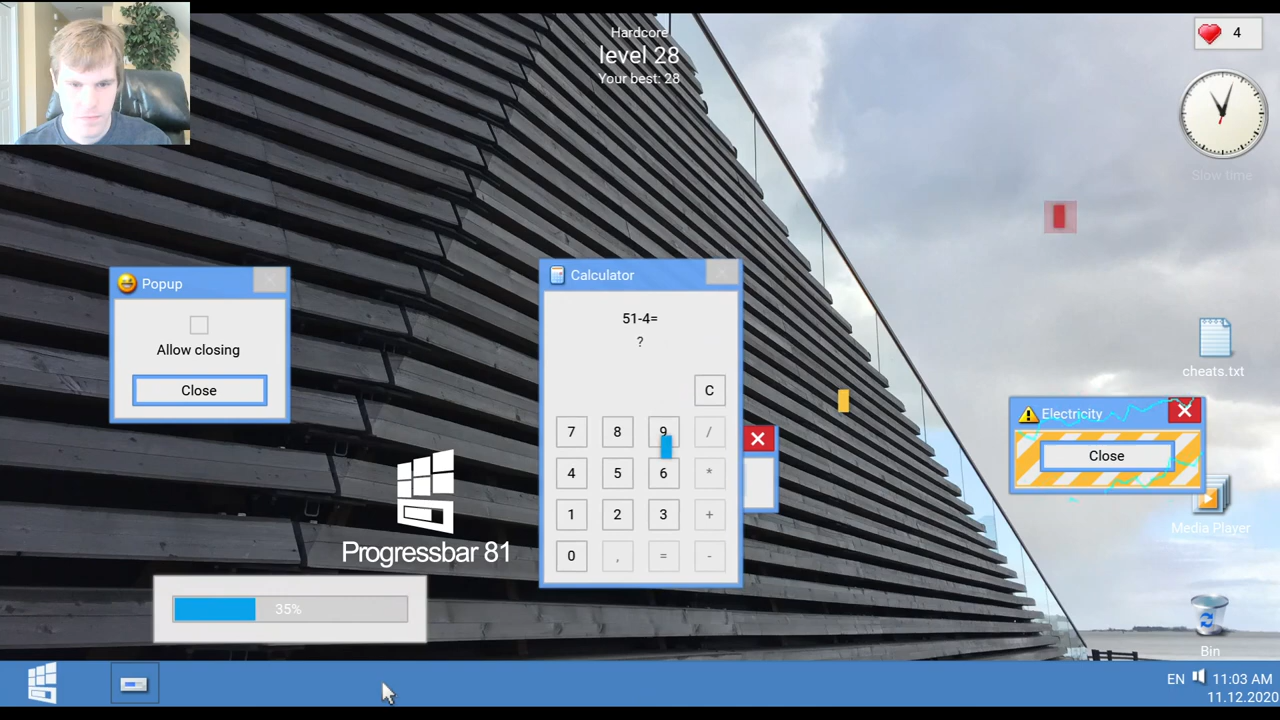 Hardcore
level 28
Your best: 28
4
Slow time
Popup
Allow closing
Close
Calculator
51-4=
?
C
7 8 9 /
4 5 6 *
1 2 3 +
0 , = -
cheats.txt
Electricity
Close
Media Player
Progressbar 81
35%
Bin
EN 11:03 AM
11.12.2020